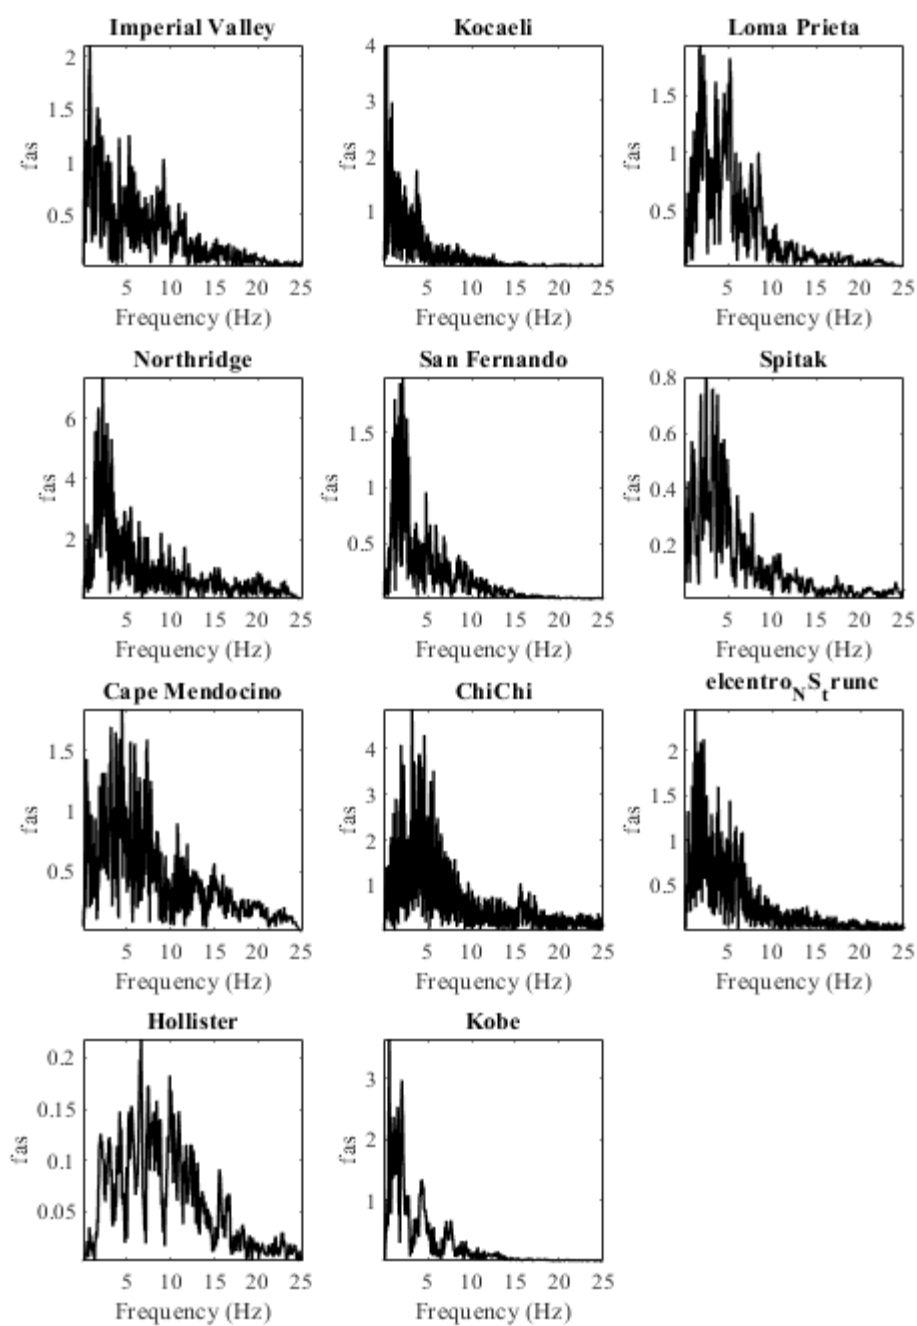 Imperial Valley
2
1.5
1
0.5
fas
5 10 15 20 25
Frequency (Hz)
Kocaeli
4
3
2
1
fas
5 10 15 20 25
Frequency (Hz)
Loma Prieta
1.5
1
0.5
fas
5 10 15 20 25
Frequency (Hz)
Northridge
6
4
2
fas
5 10 15 20 25
Frequency (Hz)
San Fernando
1.5
1
0.5
fas
5 10 15 20 25
Frequency (Hz)
Spitak
0.8
0.6
0.4
0.2
fas
5 10 15 20 25
Frequency (Hz)
Cape Mendocino
1.5
1
0.5
fas
5 10 15 20 25
Frequency (Hz)
ChiChi
4
3
2
1
fas
5 10 15 20 25
Frequency (Hz)
elcentro_NS_trunc
2
1.5
1
0.5
fas
5 10 15 20 25
Frequency (Hz)
Hollister
0.2
0.15
0.1
0.05
fas
5 10 15 20 25
Frequency (Hz)
Kobe
3
2
1
fas
5 10 15 20 25
Frequency (Hz)